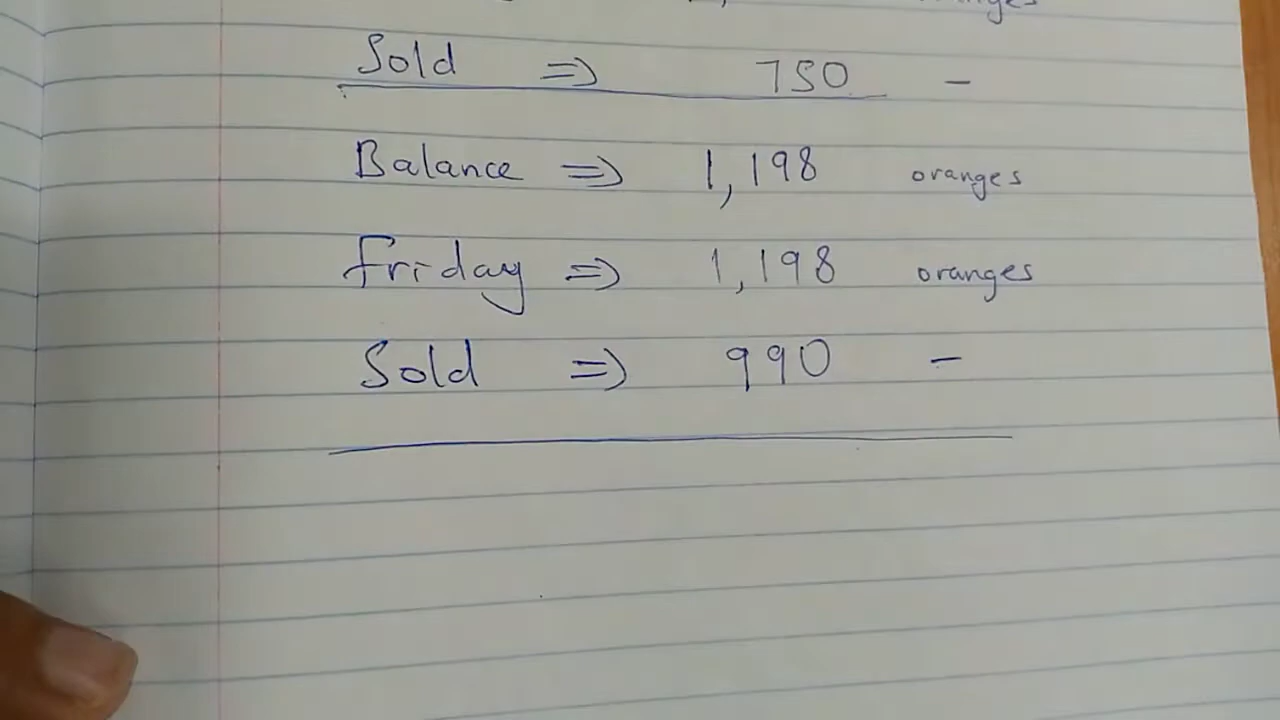 Sold => 750 -
Balance => 1,198 oranges
Friday => 1,198 oranges
Sold => 990 -